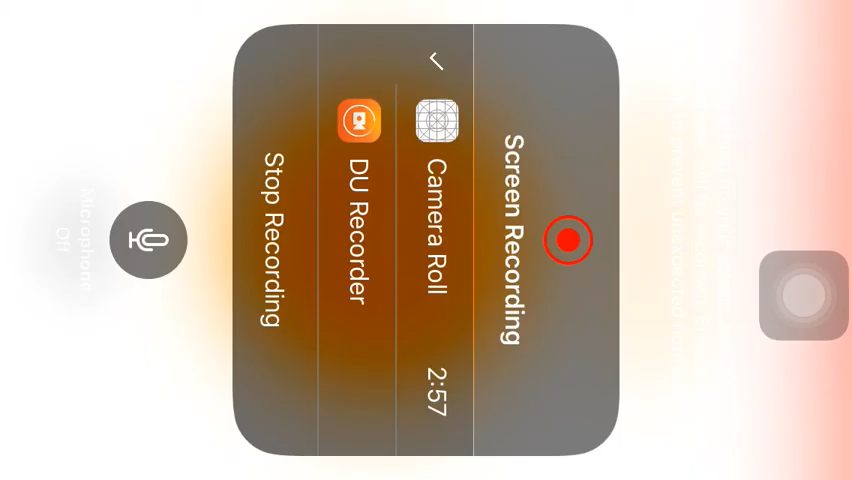 Screen Recording
Camera Roll 2:57
DU Recorder
Stop Recording
Microphone
Off